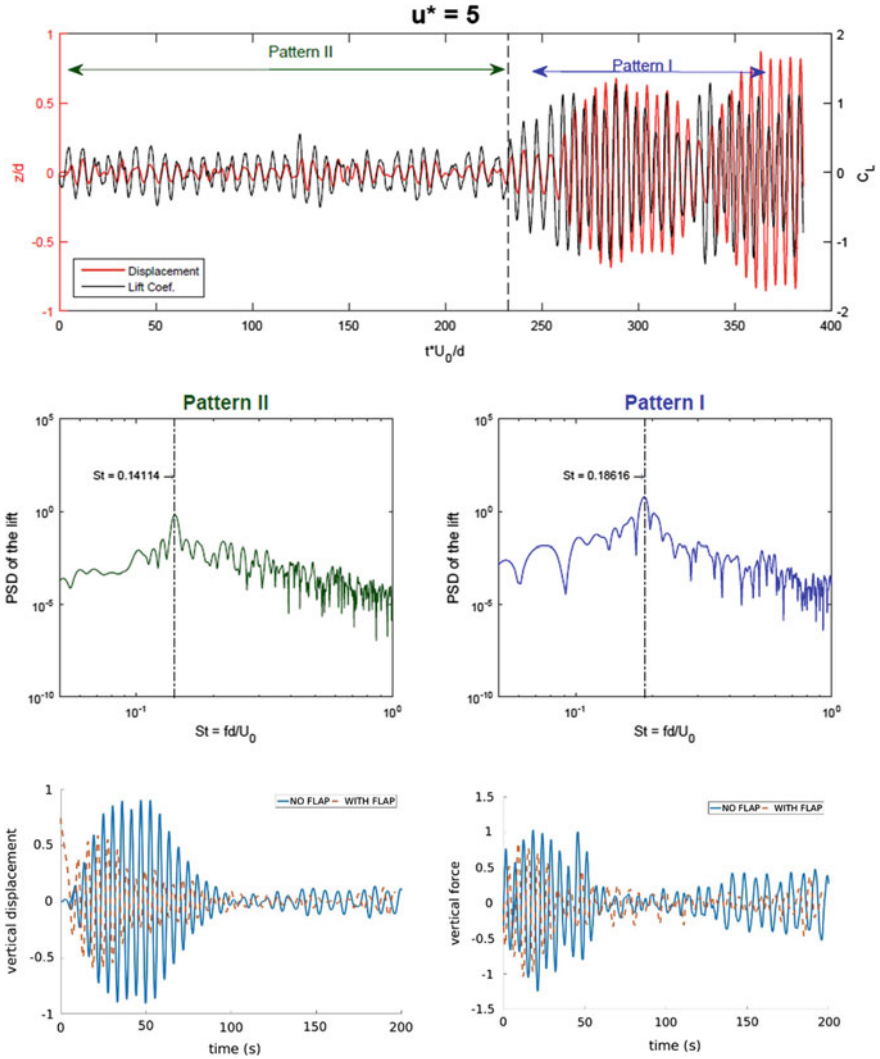 u* = 5
Pattern II
Pattern I
z/d
1
0.5
0
-0.5
-1
C_L
2
1
0
-1
-2
Displacement
Lift Coef.
0 50 100 150 200 250 300 350 400
t*U_0/d
Pattern II
PSD of the lift
10^5
10^0
10^-5
10^-10
St = 0.14114
10^-1 10^0
St = fd/U_0
Pattern I
PSD of the lift
10^5
10^0
10^-5
10^-10
St = 0.18616
10^-1 10^0
St = fd/U_0
vertical displacement
1
0.5
0
-0.5
-1
NO FLAP WITH FLAP
0 50 100 150 200
time (s)
vertical force
1.5
1
0.5
0
-0.5
-1
-1.5
NO FLAP WITH FLAP
0 50 100 150 200
time (s)